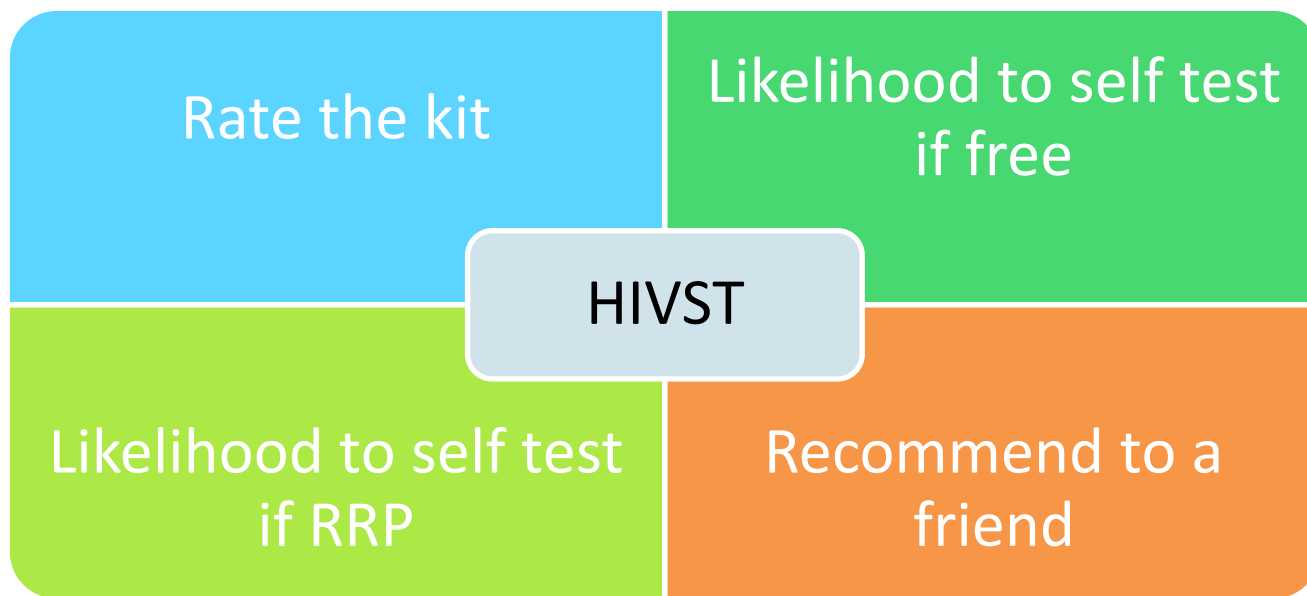 Rate the kit
Likelihood to self test
if free
HIVST
Likelihood to self test
if RRP
Recommend to a
friend